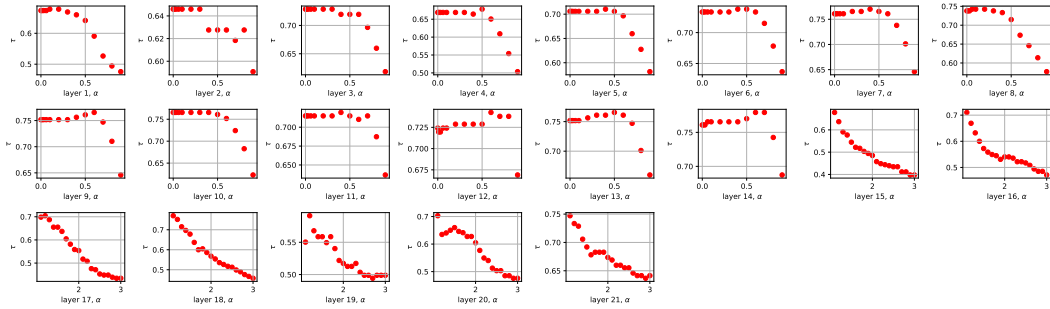 τ 0.6 0.5 0.0 0.5 layer 1, α
τ 0.64 0.62 0.60 0.0 0.5 layer 2, α
τ 0.70 0.65 0.0 0.5 layer 3, α
τ 0.65 0.60 0.55 0.50 0.0 0.5 layer 4, α
τ 0.70 0.65 0.60 0.0 0.5 layer 5, α
τ 0.70 0.65 0.0 0.5 layer 6, α
τ 0.75 0.70 0.65 0.0 0.5 layer 7, α
τ 0.75 0.70 0.65 0.60 0.0 0.5 layer 8, α
τ 0.75 0.70 0.65 0.0 0.5 layer 9, α
τ 0.75 0.70 0.65 0.0 0.5 layer 10, α
τ 0.700 0.675 0.650 0.0 0.5 layer 11, α
τ 0.725 0.700 0.675 0.0 0.5 layer 12, α
τ 0.75 0.70 0.65 0.0 0.5 layer 13, α
τ 0.75 0.70 0.0 0.5 layer 14, α
τ 0.6 0.5 0.4 2 3 layer 15, α
τ 0.7 0.6 0.5 2 3 layer 16, α
τ 0.7 0.6 0.5 2 3 layer 17, α
τ 0.7 0.6 0.5 2 3 layer 18, α
τ 0.55 0.50 2 3 layer 19, α
τ 0.7 0.6 0.5 2 3 layer 20, α
τ 0.75 0.70 0.65 2 3 layer 21, α